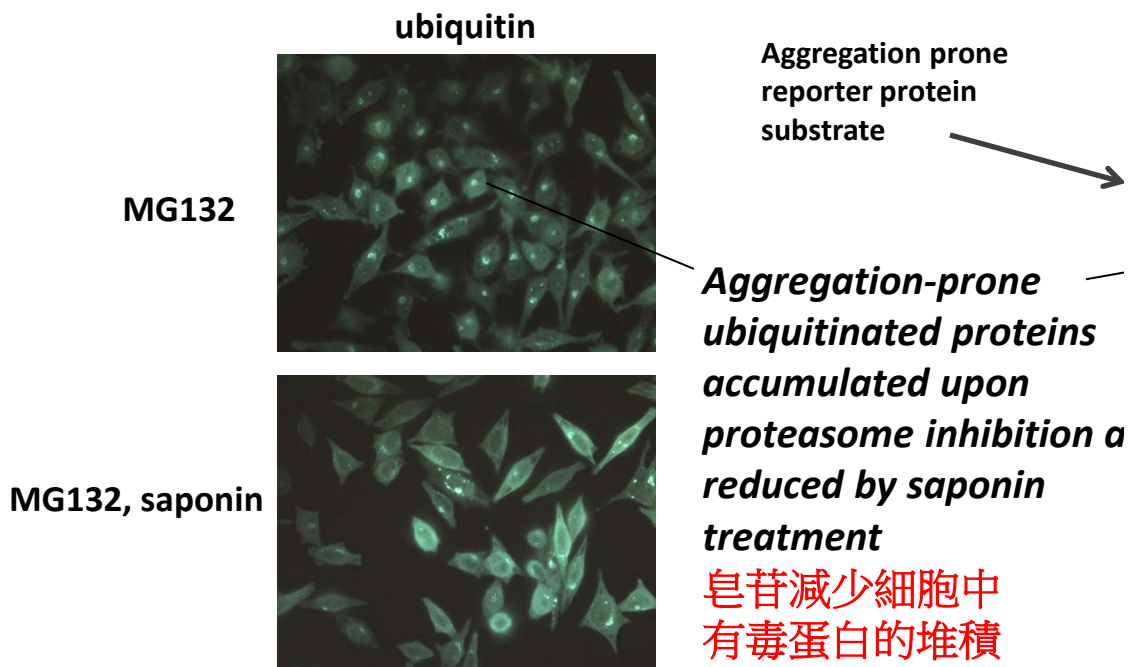 ubiquitin
Aggregation prone
reporter protein
substrate
MG132
Aggregation-prone
ubiquitinated proteins
accumulated upon
proteasome inhibition a
reduced by saponin
treatment
MG132, saponin
皂苷減少細胞中
有毒蛋白的堆積